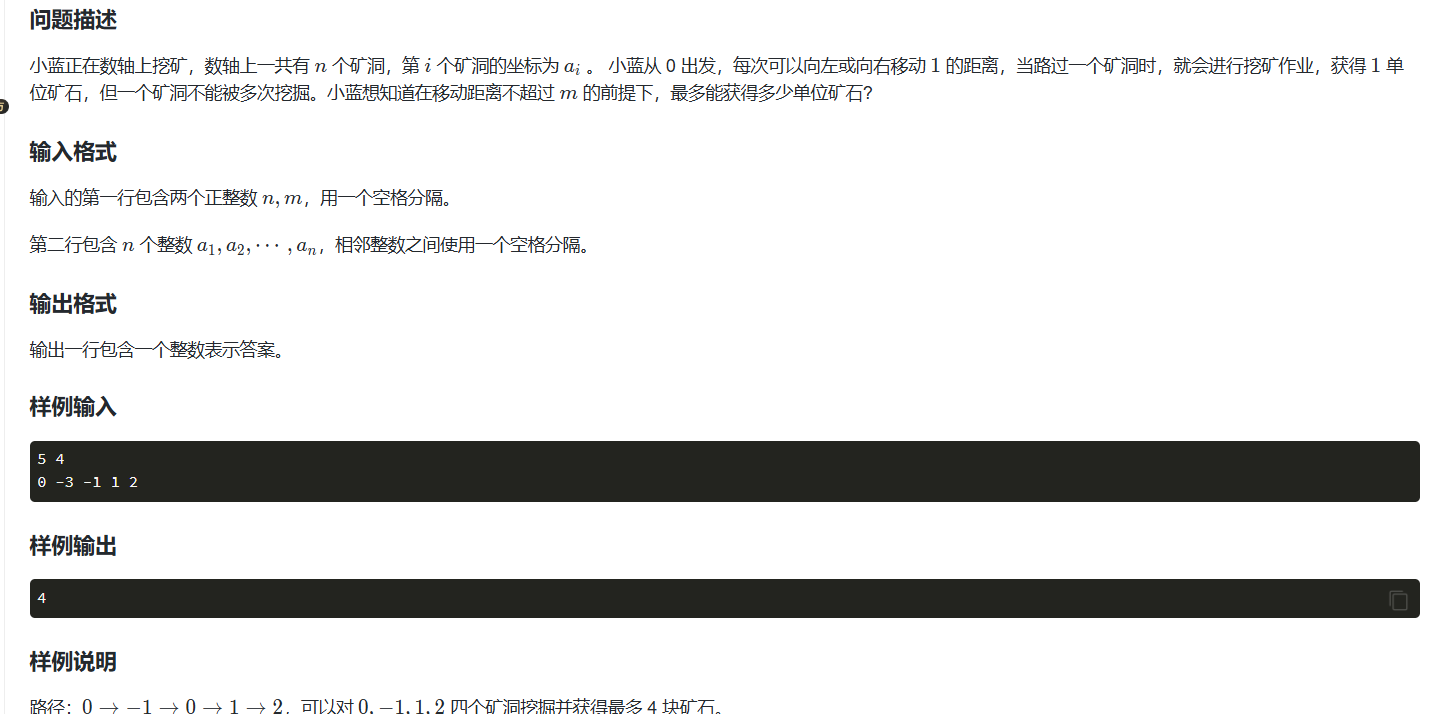 问题描述
小蓝正在数轴上挖矿，数轴上一共有 n 个矿洞，第 i 个矿洞的坐标为 aᵢ 。 小蓝从 0 出发，每次可以向左或向右移动 1 的距离，当路过一个矿洞时，就会进行挖矿作业，获得 1 单
位矿石，但一个矿洞不能被多次挖掘。小蓝想知道在移动距离不超过 m 的前提下，最多能获得多少单位矿石？
输入格式
输入的第一行包含两个正整数 n, m，用一个空格分隔。
第二行包含 n 个整数 a₁, a₂, ⋯ , aₙ，相邻整数之间使用一个空格分隔。
输出格式
输出一行包含一个整数表示答案。
样例输入
5 4
0 -3 -1 1 2
样例输出
4
样例说明
路径：0 → −1 → 0 → 1 → 2，可以对 0, −1, 1, 2 四个矿洞挖掘并获得最多 4 块矿石。